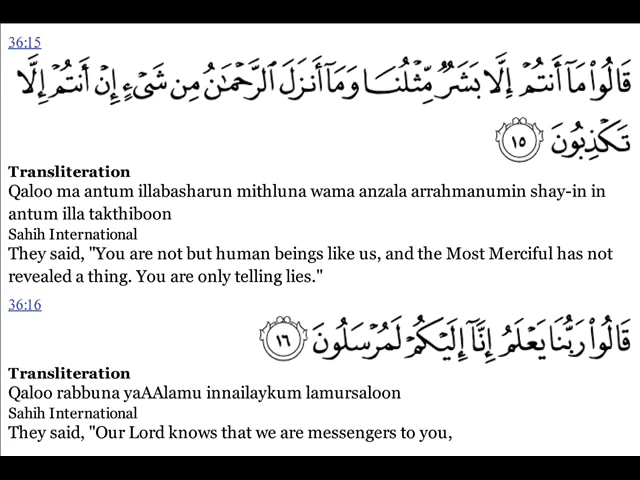 36:15
قَالُوا۟ مَآ أَنتُمْ إِلَّا بَشَرٌ مِّثْلُنَا وَمَآ أَنزَلَ ٱلرَّحْمَـٰنُ مِن شَىْءٍ إِنْ أَنتُمْ إِلَّا
تَكْذِبُونَ ١٥
Transliteration
Qaloo ma antum illabasharun mithluna wama anzala arrahmanumin shay-in in
antum illa takthiboon
Sahih International
They said, "You are not but human beings like us, and the Most Merciful has not
revealed a thing. You are only telling lies."
36:16
قَالُوا۟ رَبُّنَا يَعْلَمُ إِنَّآ إِلَيْكُمْ لَمُرْسَلُونَ ١٦
Transliteration
Qaloo rabbuna yaAAlamu innailaykum lamursaloon
Sahih International
They said, "Our Lord knows that we are messengers to you,